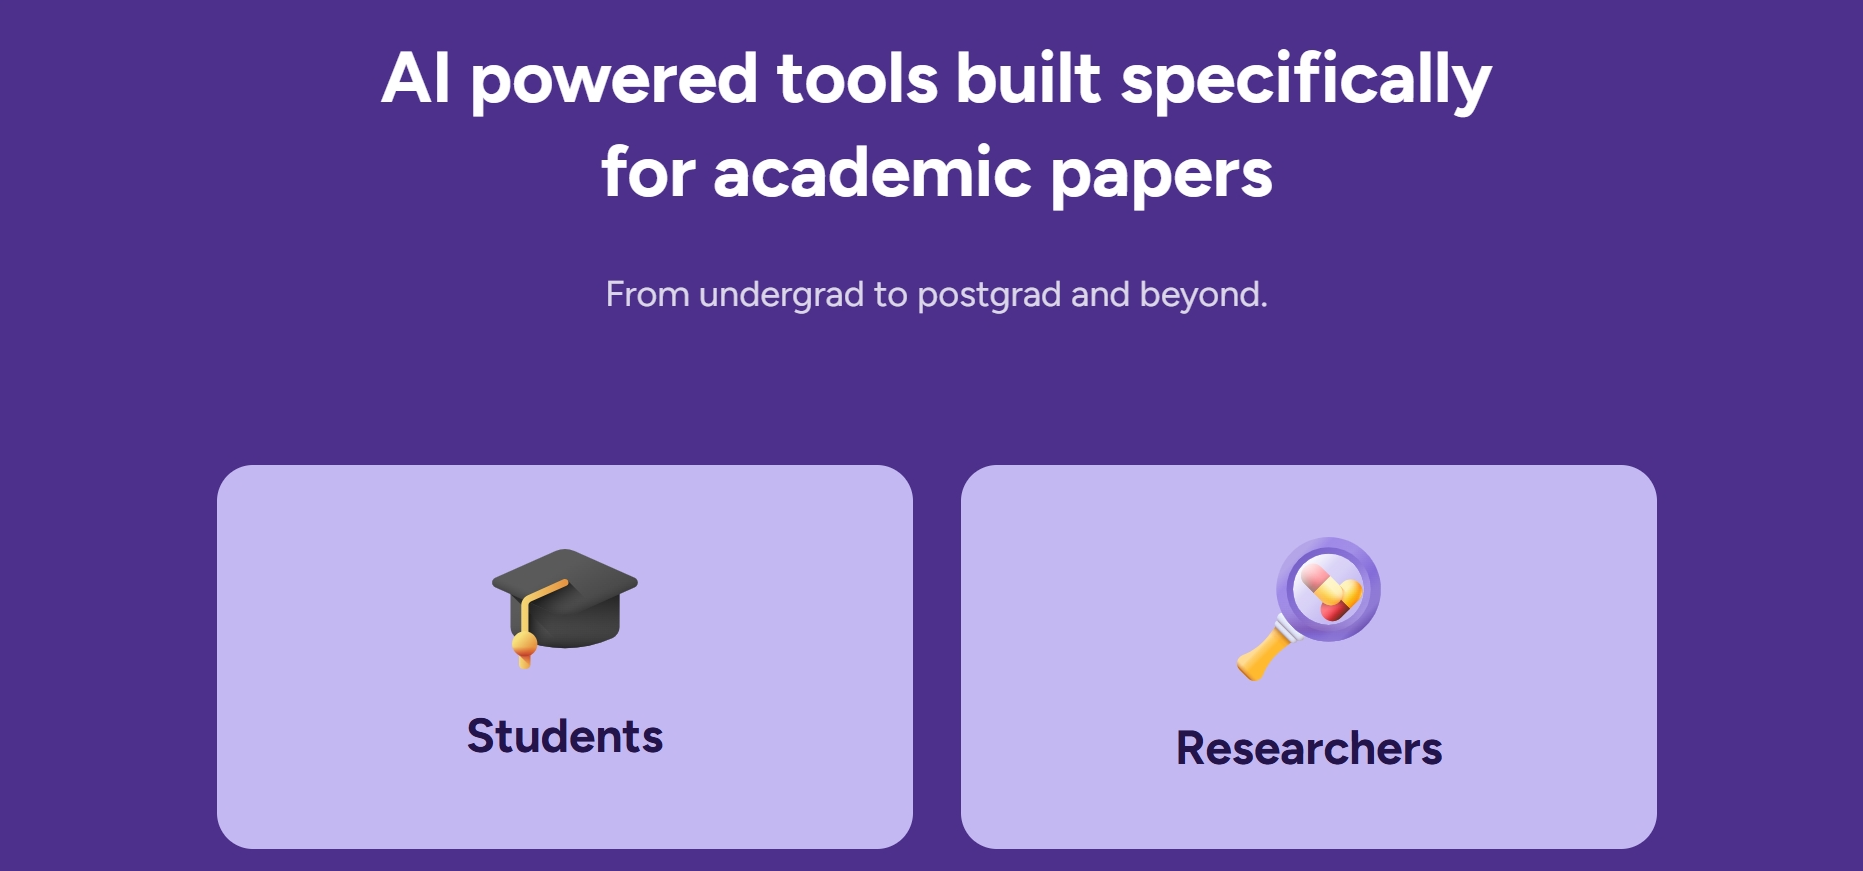 AI powered tools built specifically
for academic papers
From undergrad to postgrad and beyond.
Students
Researchers